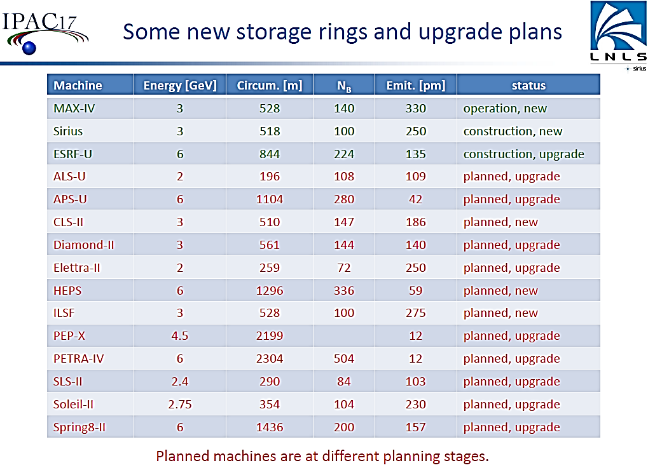 IPAC17
Some new storage rings and upgrade plans
LNLS
sirius
Machine Energy [GeV] Circum. [m] NB Emit. [pm] status
MAX-IV 3 528 140 330 operation, new
Sirius 3 518 100 250 construction, new
ESRF-U 6 844 224 135 construction, upgrade
ALS-U 2 196 108 109 planned, upgrade
APS-U 6 1104 280 42 planned, upgrade
CLS-II 3 510 147 186 planned, new
Diamond-II 3 561 144 140 planned, upgrade
Elettra-II 2 259 72 250 planned, upgrade
HEPS 6 1296 336 59 planned, new
ILSF 3 528 100 275 planned, new
PEP-X 4.5 2199 12 planned, upgrade
PETRA-IV 6 2304 504 12 planned, upgrade
SLS-II 2.4 290 84 103 planned, upgrade
Soleil-II 2.75 354 104 230 planned, upgrade
Spring8-II 6 1436 200 157 planned, upgrade
Planned machines are at different planning stages.